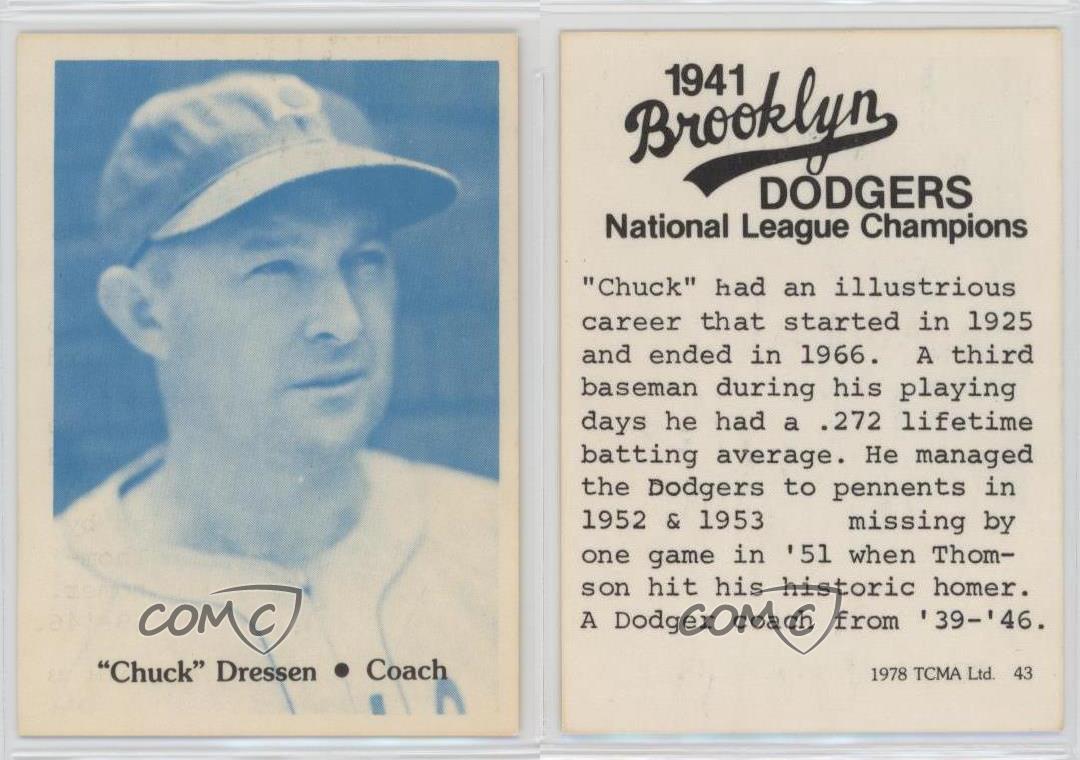 "Chuck" Dressen • Coach
COMC
1941
Brooklyn
DODGERS
National League Champions
"Chuck" had an illustrious
career that started in 1925
and ended in 1966. A third
baseman during his playing
days he had a .272 lifetime
batting average. He managed
the Dodgers to pennents in
1952 & 1953 missing by
one game in '51 when Thom-
son hit his historic homer.
A Dodger coach from '39-'46.
COMC
1978 TCMA Ltd. 43